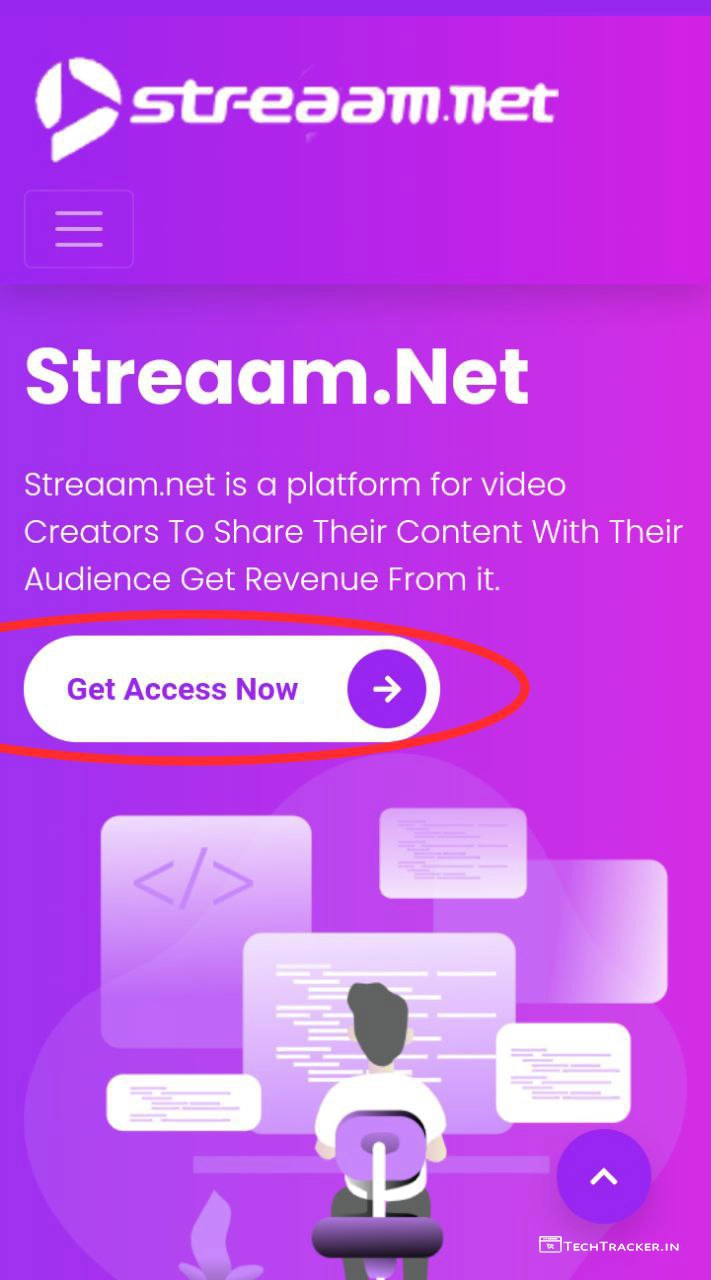 streaam.net
Streaam.Net
Streaam.net is a platform for video
Creators To Share Their Content With Their
Audience Get Revenue From it.
Get Access Now
</>
TechTracker.in